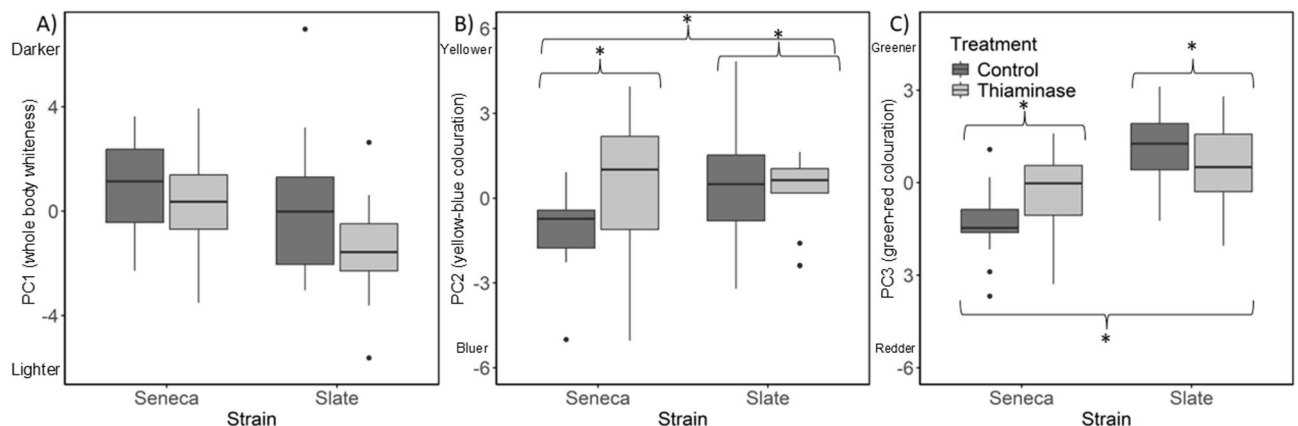 A)
Darker
PC1 (whole body whiteness)
4
0
-4
Lighter
Seneca
Slate
Strain
B)
Yellower
PC2 (yellow-blue colouration)
6
3
0
-3
-6
Bluer
*
*
*
Seneca
Slate
Strain
C)
Greener
PC3 (green-red colouration)
3
0
3
-6
Redder
Treatment
Control
Thiaminase
*
*
*
Seneca
Slate
Strain